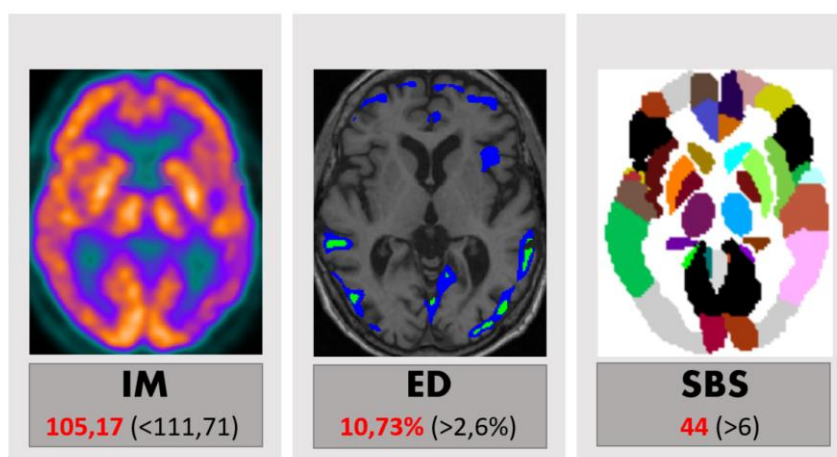 IM
105,17 (<111,71)
ED
10,73% (>2,6%)
SBS
44 (>6)